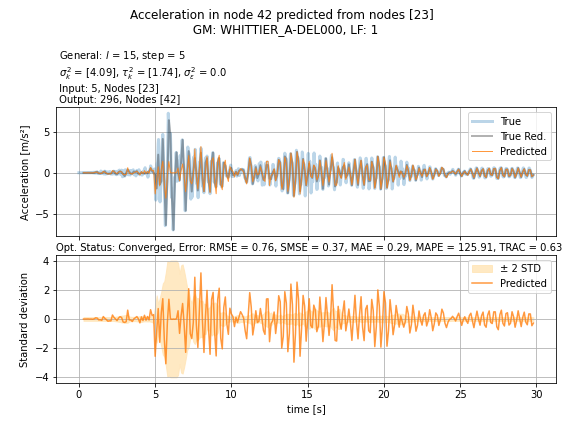 Acceleration in node 42 predicted from nodes [23]
GM: WHITTIER_A-DEL000, LF: 1
General: l = 15, step = 5
σ²ₖ = [4.09], τ²ₖ = [1.74], σ²ε = 0.0
Input: 5, Nodes [23]
Output: 296, Nodes [42]
Acceleration [m/s²]
5
0
−5
True
True Red.
Predicted
Opt. Status: Converged, Error: RMSE = 0.76, SMSE = 0.37, MAE = 0.29, MAPE = 125.91, TRAC = 0.63
Standard deviation
4
2
0
−2
−4
± 2 STD
Predicted
0 5 10 15 20 25 30
time [s]